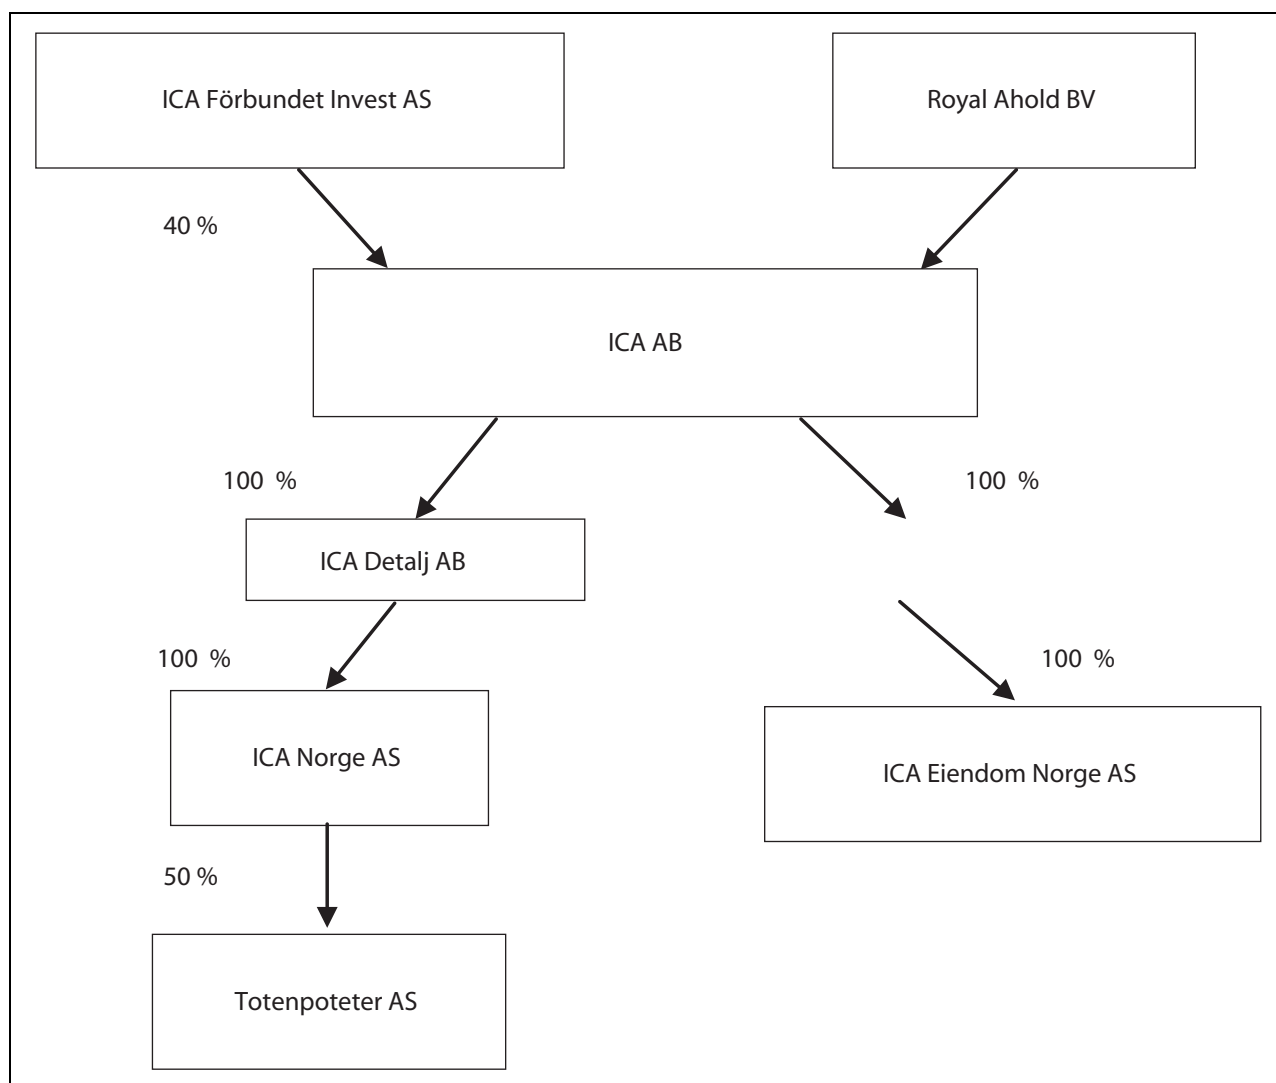 ICA Förbundet Invest AS
Royal Ahold BV
40 %
ICA AB
100 %
100 %
ICA Detalj AB
100 %
100 %
ICA Norge AS
ICA Eiendom Norge AS
50 %
Totenpoteter AS